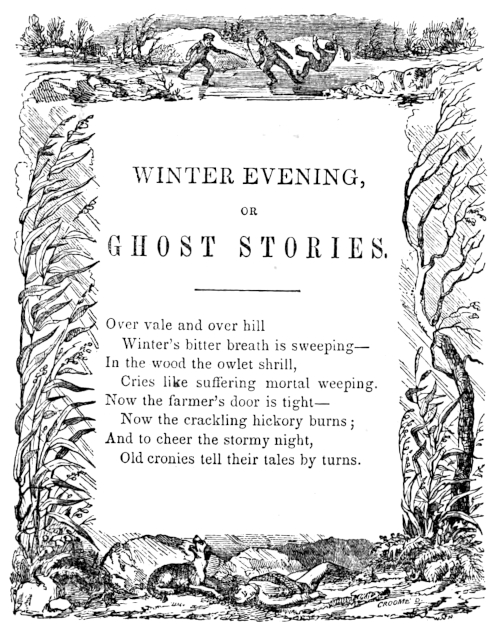 WINTER EVENING,
OR
GHOST STORIES.
Over vale and over hill
Winter's bitter breath is sweeping—
In the wood the owlet shrill,
Cries like suffering mortal weeping.
Now the farmer's door is tight—
Now the crackling hickory burns;
And to cheer the stormy night,
Old cronies tell their tales by turns.
CROOME